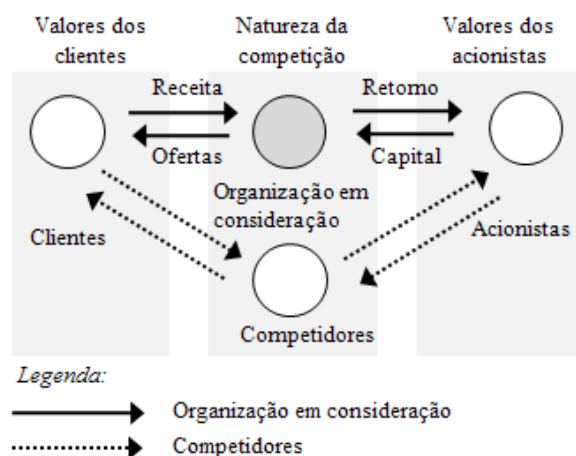 Valores dos
clientes
Natureza da
competição
Valores dos
acionistas
Receita
Retorno
Ofertas
Capital
Organização em
consideração
Clientes
Acionistas
Competidores
Legenda:
Organização em consideração
Competidores